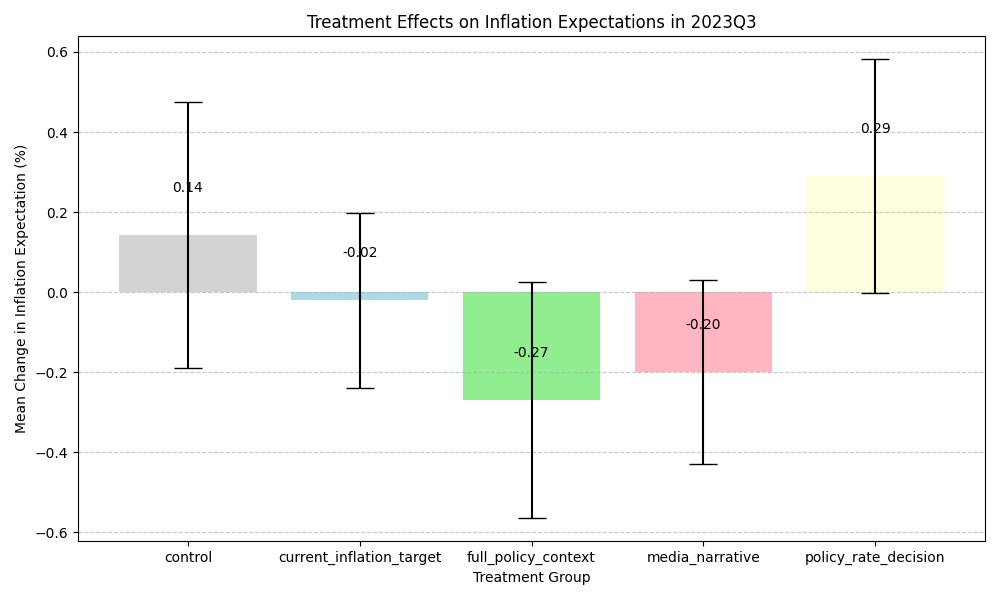 Treatment Effects on Inflation Expectations in 2023Q3
Mean Change in Inflation Expectation (%)
0.6
0.4
0.2
0.0
−0.2
−0.4
−0.6
0.14
-0.02
-0.27
-0.20
0.29
control
current_inflation_target
full_policy_context
media_narrative
policy_rate_decision
Treatment Group